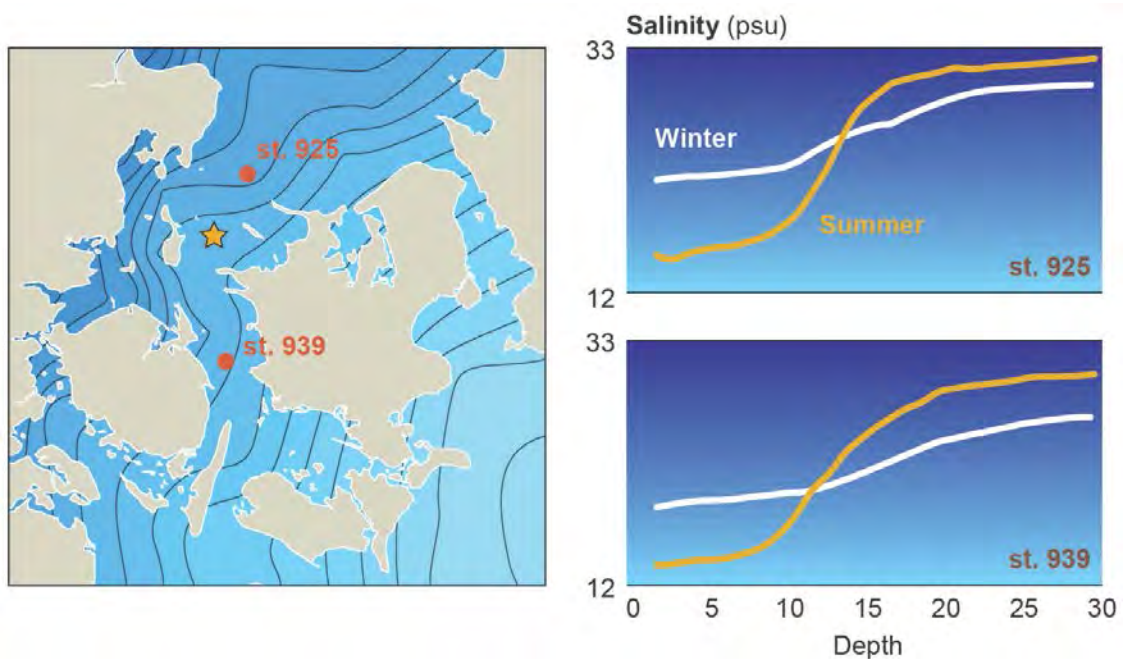 st. 925
st. 939
Salinity (psu)
33
Winter
Summer
st. 925
12
33
st. 939
12
0 5 10 15 20 25 30
Depth